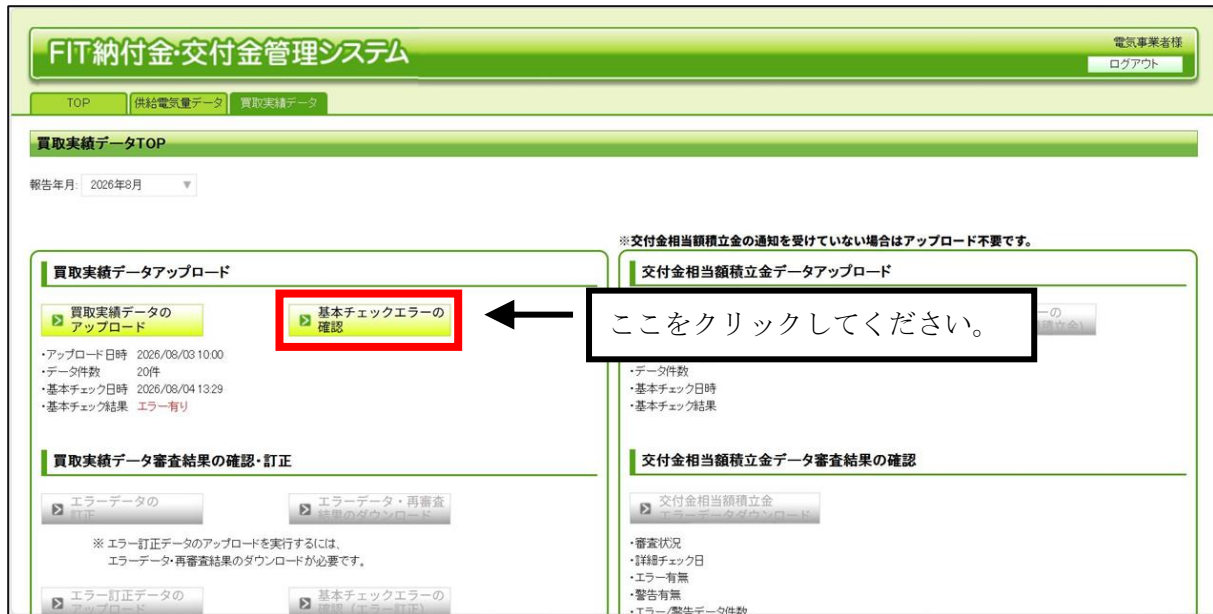 FIT納付金・交付金管理システム
電気事業者様
ログアウト
TOP
供給電気量データ
買取実績データ
買取実績データTOP
報告年月: 2026年8月
※交付金相当額積立金の通知を受けていない場合はアップロード不要です。
買取実績データアップロード
買取実績データの
アップロード
基本チェックエラーの
確認
・アップロード日時 2026/08/03 10:00
・データ件数 20件
・基本チェック日時 2026/08/04 13:29
・基本チェック結果 エラー有り
ここをクリックしてください。
交付金相当額積立金データアップロード
ーの
積立金)
・データ件数
・基本チェック日時
・基本チェック結果
買取実績データ審査結果の確認・訂正
エラーデータの
訂正
エラーデータ・再審査
結果のダウンロード
※ エラー訂正データのアップロードを実行するには、
エラーデータ・再審査結果のダウンロードが必要です。
エラー訂正データの
アップロード
基本チェックエラーの
確認（エラー訂正）
交付金相当額積立金データ審査結果の確認
交付金相当額積立金
エラーデータダウンロード
・審査状況
・詳細チェック日
・エラー有無
・警告有無
・エラー/警告データ件数